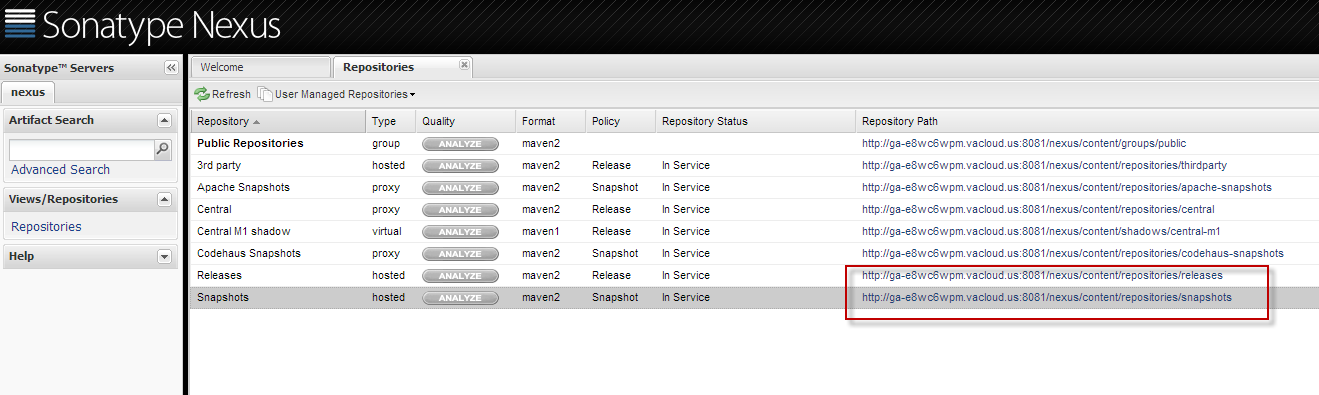 Sonatype Nexus
Sonatype™ Servers
nexus
Artifact Search
Advanced Search
Views/Repositories
Repositories
Help
Welcome Repositories
Refresh User Managed Repositories
Repository Type Quality Format Policy Repository Status Repository Path
Public Repositories group ANALYZE maven2 http://ga-e8wc6wpm.vacloud.us:8081/nexus/content/groups/public
3rd party hosted ANALYZE maven2 Release In Service http://ga-e8wc6wpm.vacloud.us:8081/nexus/content/repositories/thirdparty
Apache Snapshots proxy ANALYZE maven2 Snapshot In Service http://ga-e8wc6wpm.vacloud.us:8081/nexus/content/repositories/apache-snapshots
Central proxy ANALYZE maven2 Release In Service http://ga-e8wc6wpm.vacloud.us:8081/nexus/content/repositories/central
Central M1 shadow virtual ANALYZE maven1 Release In Service http://ga-e8wc6wpm.vacloud.us:8081/nexus/content/shadows/central-m1
Codehaus Snapshots proxy ANALYZE maven2 Snapshot In Service http://ga-e8wc6wpm.vacloud.us:8081/nexus/content/repositories/codehaus-snapshots
Releases hosted ANALYZE maven2 Release In Service http://ga-e8wc6wpm.vacloud.us:8081/nexus/content/repositories/releases
Snapshots hosted ANALYZE maven2 Snapshot In Service http://ga-e8wc6wpm.vacloud.us:8081/nexus/content/repositories/snapshots